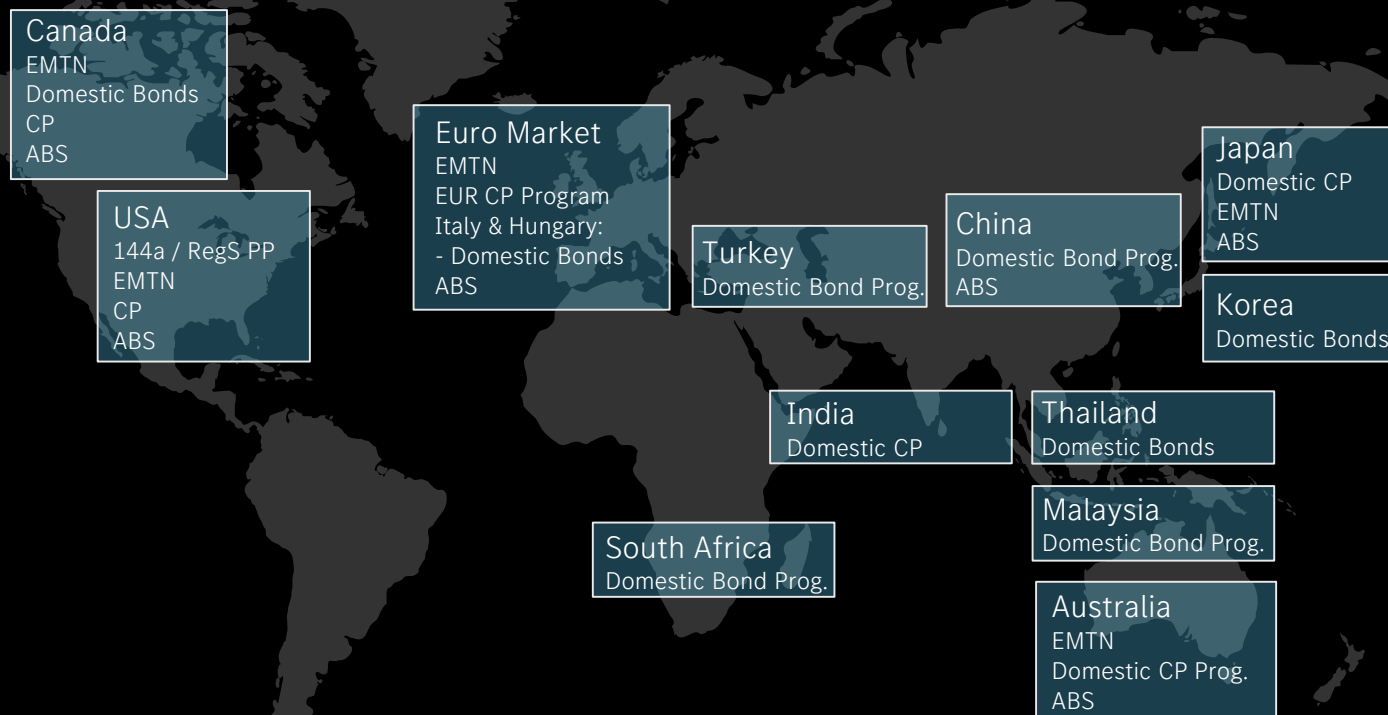 Canada
EMTN
Domestic Bonds
CP
ABS
USA
144a / RegS PP
EMTN
CP
ABS
Euro Market
EMTN
EUR CP Program
Italy & Hungary:
- Domestic Bonds
ABS
Turkey
Domestic Bond Prog.
China
Domestic Bond Prog.
ABS
Japan
Domestic CP
EMTN
ABS
Korea
Domestic Bonds
India
Domestic CP
Thailand
Domestic Bonds
Malaysia
Domestic Bond Prog.
South Africa
Domestic Bond Prog.
Australia
EMTN
Domestic CP Prog.
ABS